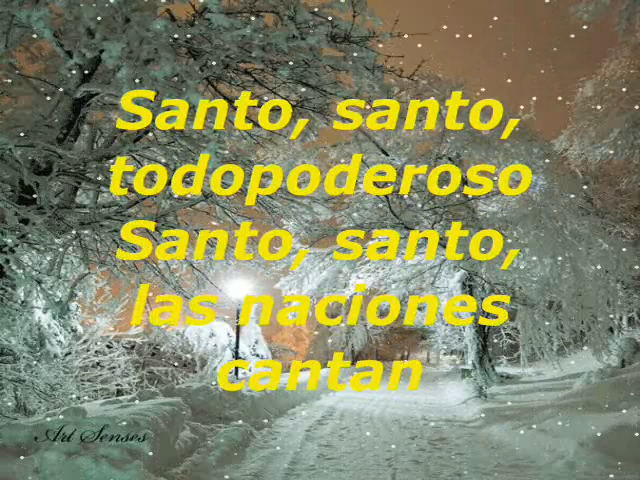 Santo, santo,
todopoderoso
Santo, santo,
las naciones
cantan
Art Senses